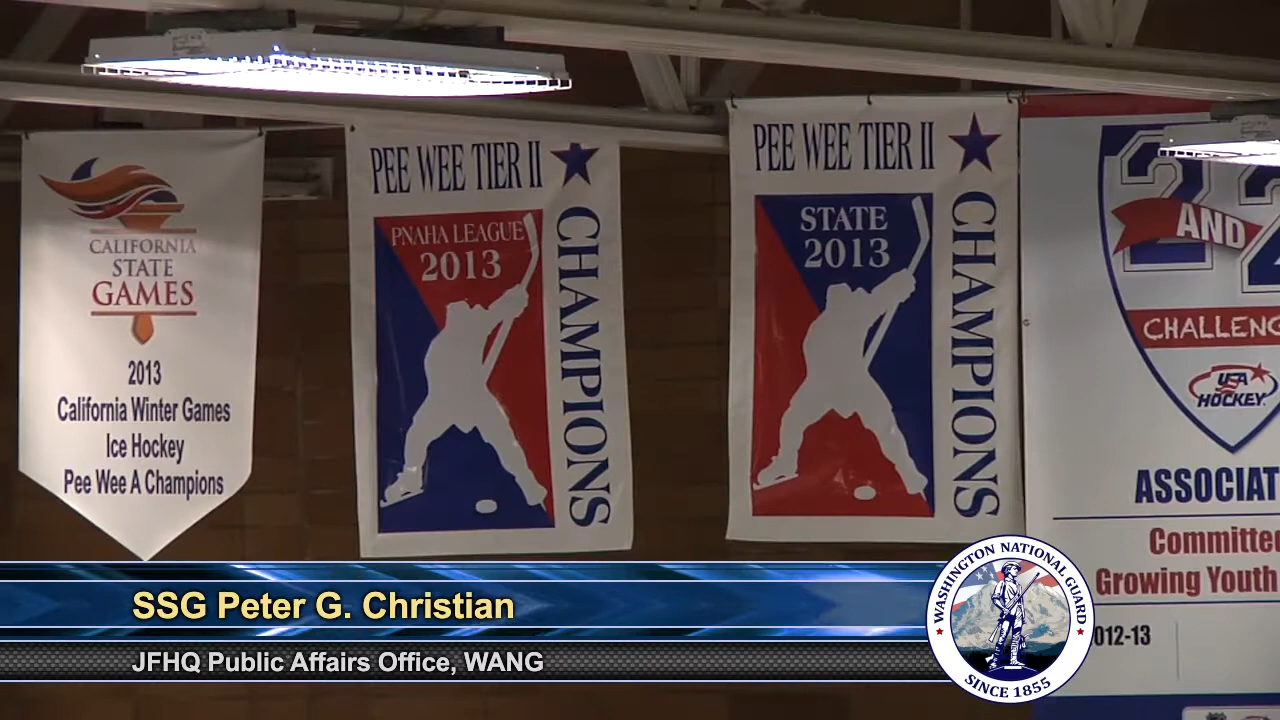 CALIFORNIA
STATE
GAMES
2013
California Winter Games
Ice Hockey
Pee Wee A Champions
PEE WEE TIER II
PNAHA LEAGUE
2013
CHAMPIONS
PEE WEE TIER II
STATE
2013
CHAMPIONS
AND
CHALLENG
USA
HOCKEY
ASSOCIAT
Committe
Growing Youth
012-13
SSG Peter G. Christian
JFHQ Public Affairs Office, WANG
WASHINGTON NATIONAL GUARD
SINCE 1855